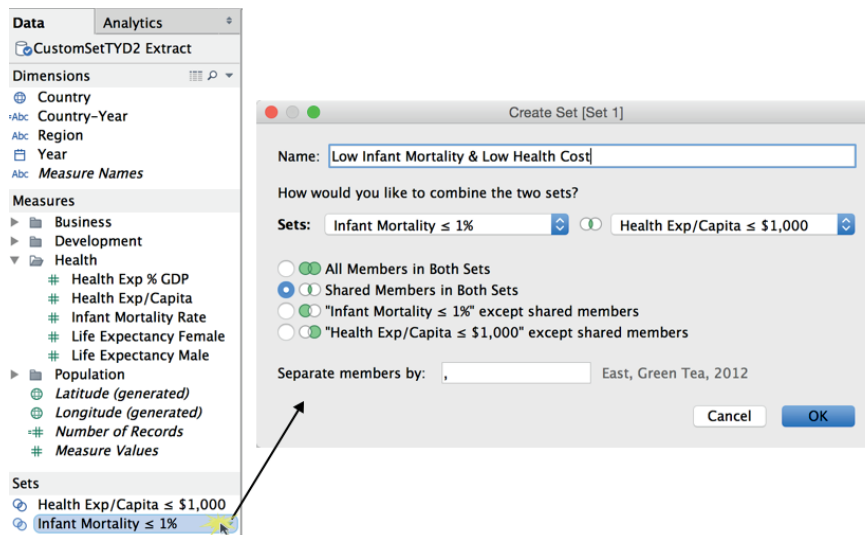 Data Analytics
CustomSetTYD2 Extract
Dimensions
Country
=Abc Country-Year
Abc Region
Year
Abc Measure Names
Measures
Business
Development
Health
# Health Exp % GDP
# Health Exp/Capita
# Infant Mortality Rate
# Life Expectancy Female
# Life Expectancy Male
Population
Latitude (generated)
Longitude (generated)
=# Number of Records
# Measure Values
Sets
Health Exp/Capita ≤ $1,000
Infant Mortality ≤ 1%
Create Set [Set 1]
Name: Low Infant Mortality & Low Health Cost
How would you like to combine the two sets?
Sets: Infant Mortality ≤ 1% Health Exp/Capita ≤ $1,000
All Members in Both Sets
Shared Members in Both Sets
"Infant Mortality ≤ 1%" except shared members
"Health Exp/Capita ≤ $1,000" except shared members
Separate members by: , East, Green Tea, 2012
Cancel OK